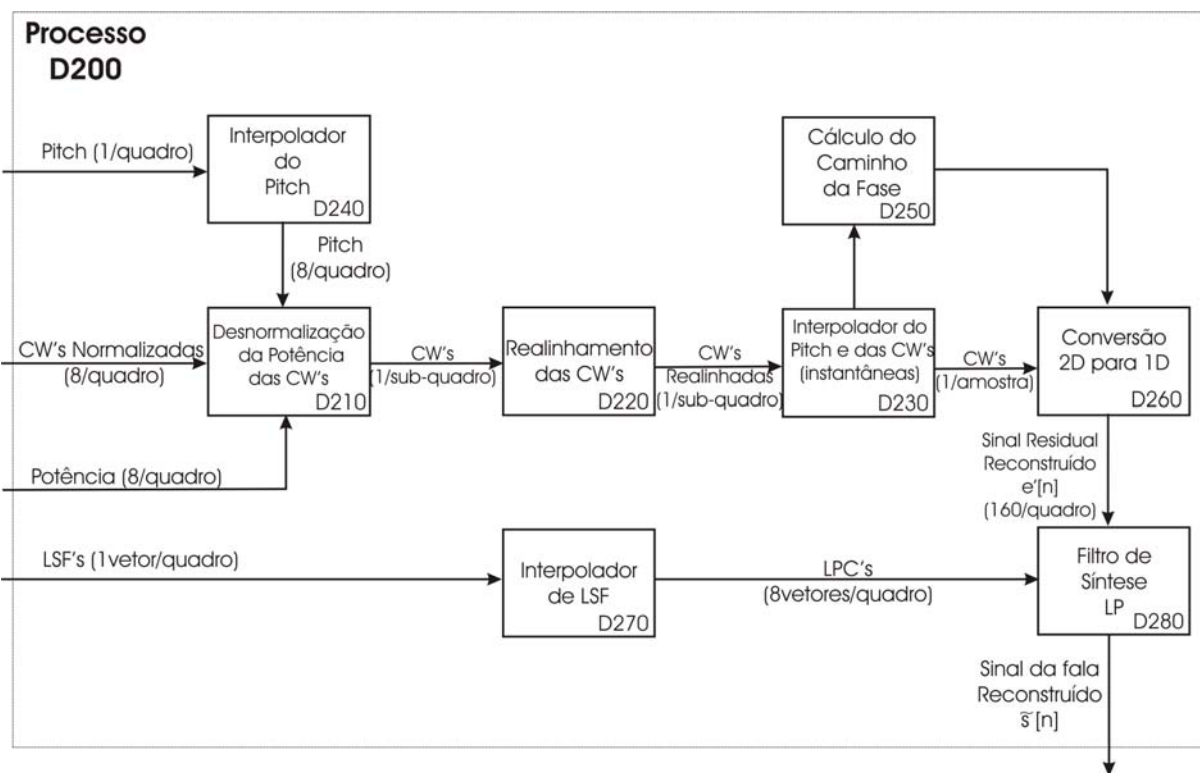 Processo
D200
Pitch (1/quadro)
Interpolador
do
Pitch
D240
Pitch
(8/quadro)
Cálculo do
Caminho
da Fase
D250
CW's Normalizadas
(8/quadro)
Desnormalização
da Potência
das CW's
D210
CW's
(1/sub-quadro)
Realinhamento
das CW's
D220
CW's
Realinhadas
(1/sub-quadro)
Interpolador do
Pitch e das CW's
(instantâneas)
D230
CW's
(1/amostra)
Conversão
2D para 1D
D260
Potência (8/quadro)
Sinal Residual
Reconstruído
e'[n]
(160/quadro)
LSF's (1vetor/quadro)
Interpolador
de LSF
D270
LPC's
(8vetores/quadro)
Filtro de
Síntese
LP
D280
Sinal da fala
Reconstruído
s̃ [n]